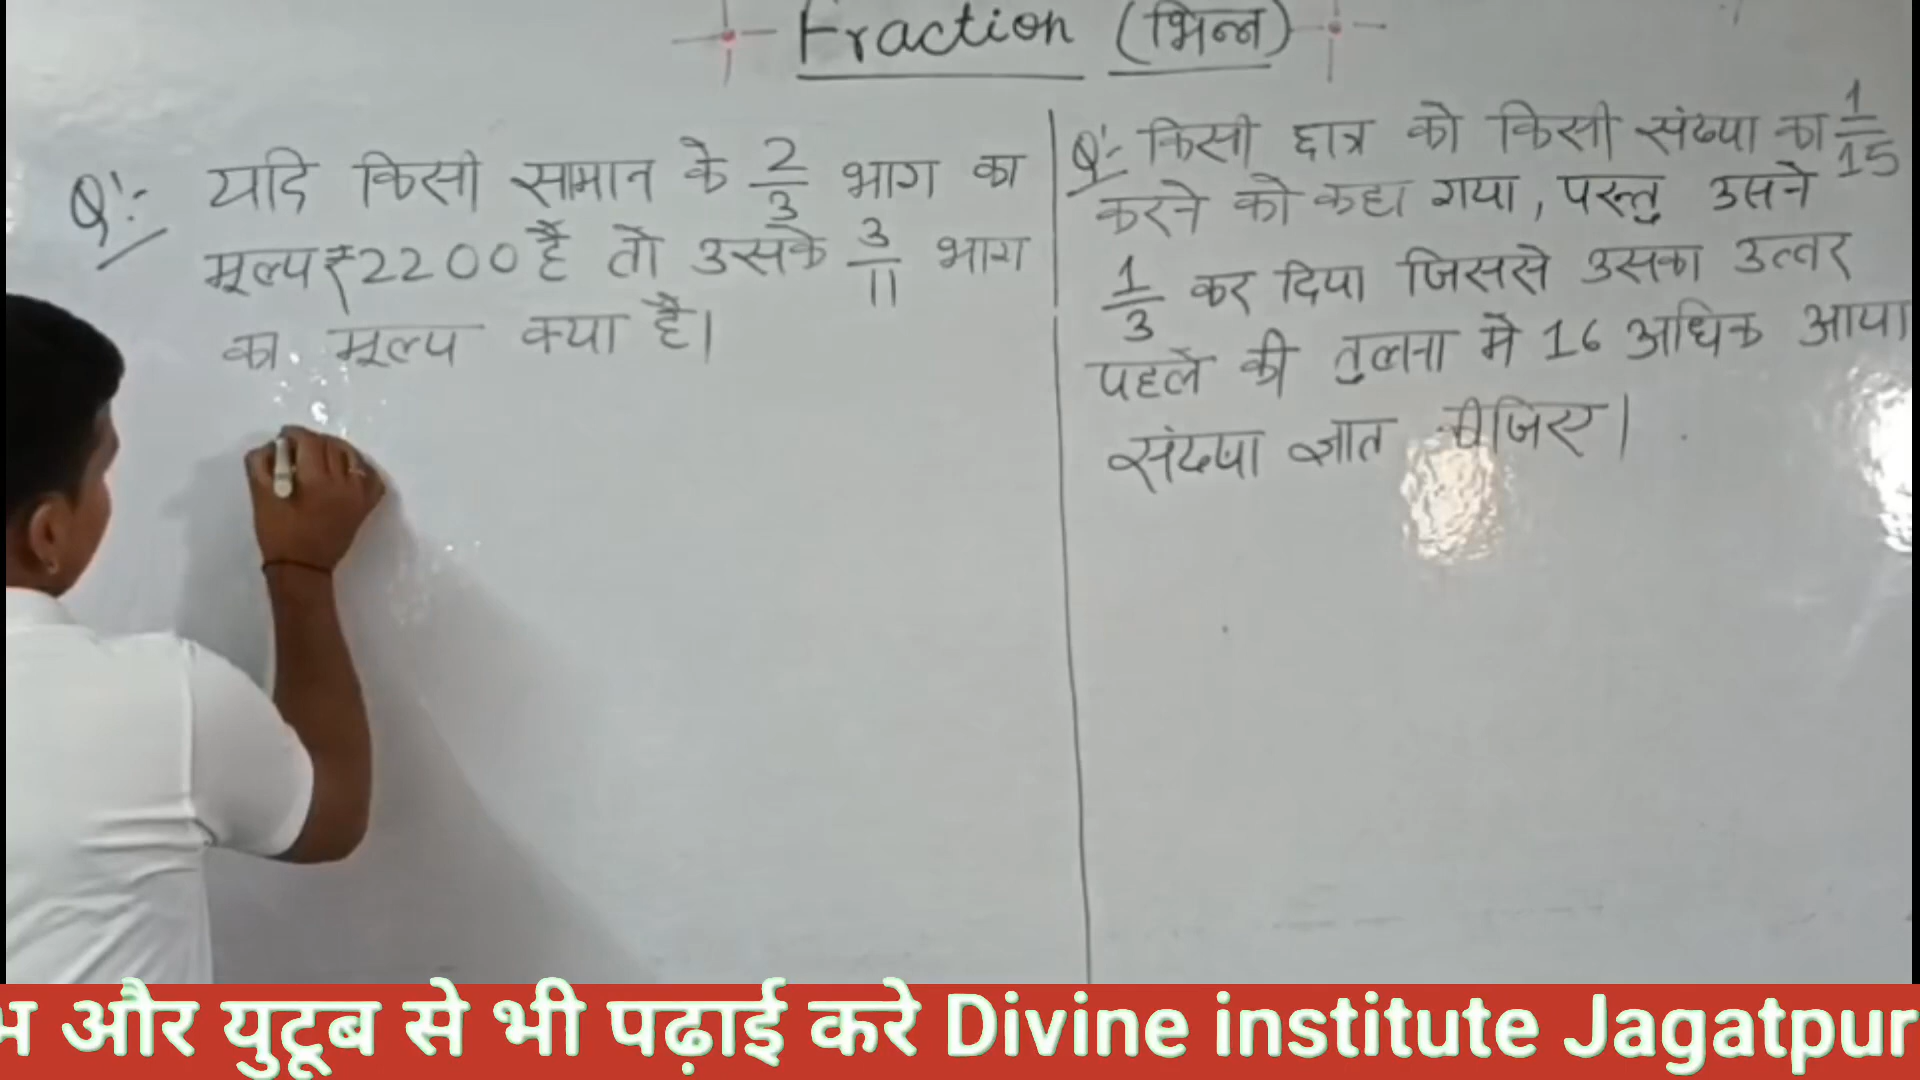 Fraction (भिन्न)
Q:- यदि किसी सामान के 2/3 भाग का
मूल्य ₹2200 है तो उसके 3/11 भाग
का मूल्य क्या है।
Q:- किसी छात्र को किसी संख्या का 1/15
करने को कहा गया, परन्तु उसने
1/3 कर दिया जिससे उसका उत्तर
पहले की तुलना मे 16 अधिक आया
संख्या ज्ञात कीजिए।
और युटूब से भी पढ़ाई करे Divine institute Jagatpur